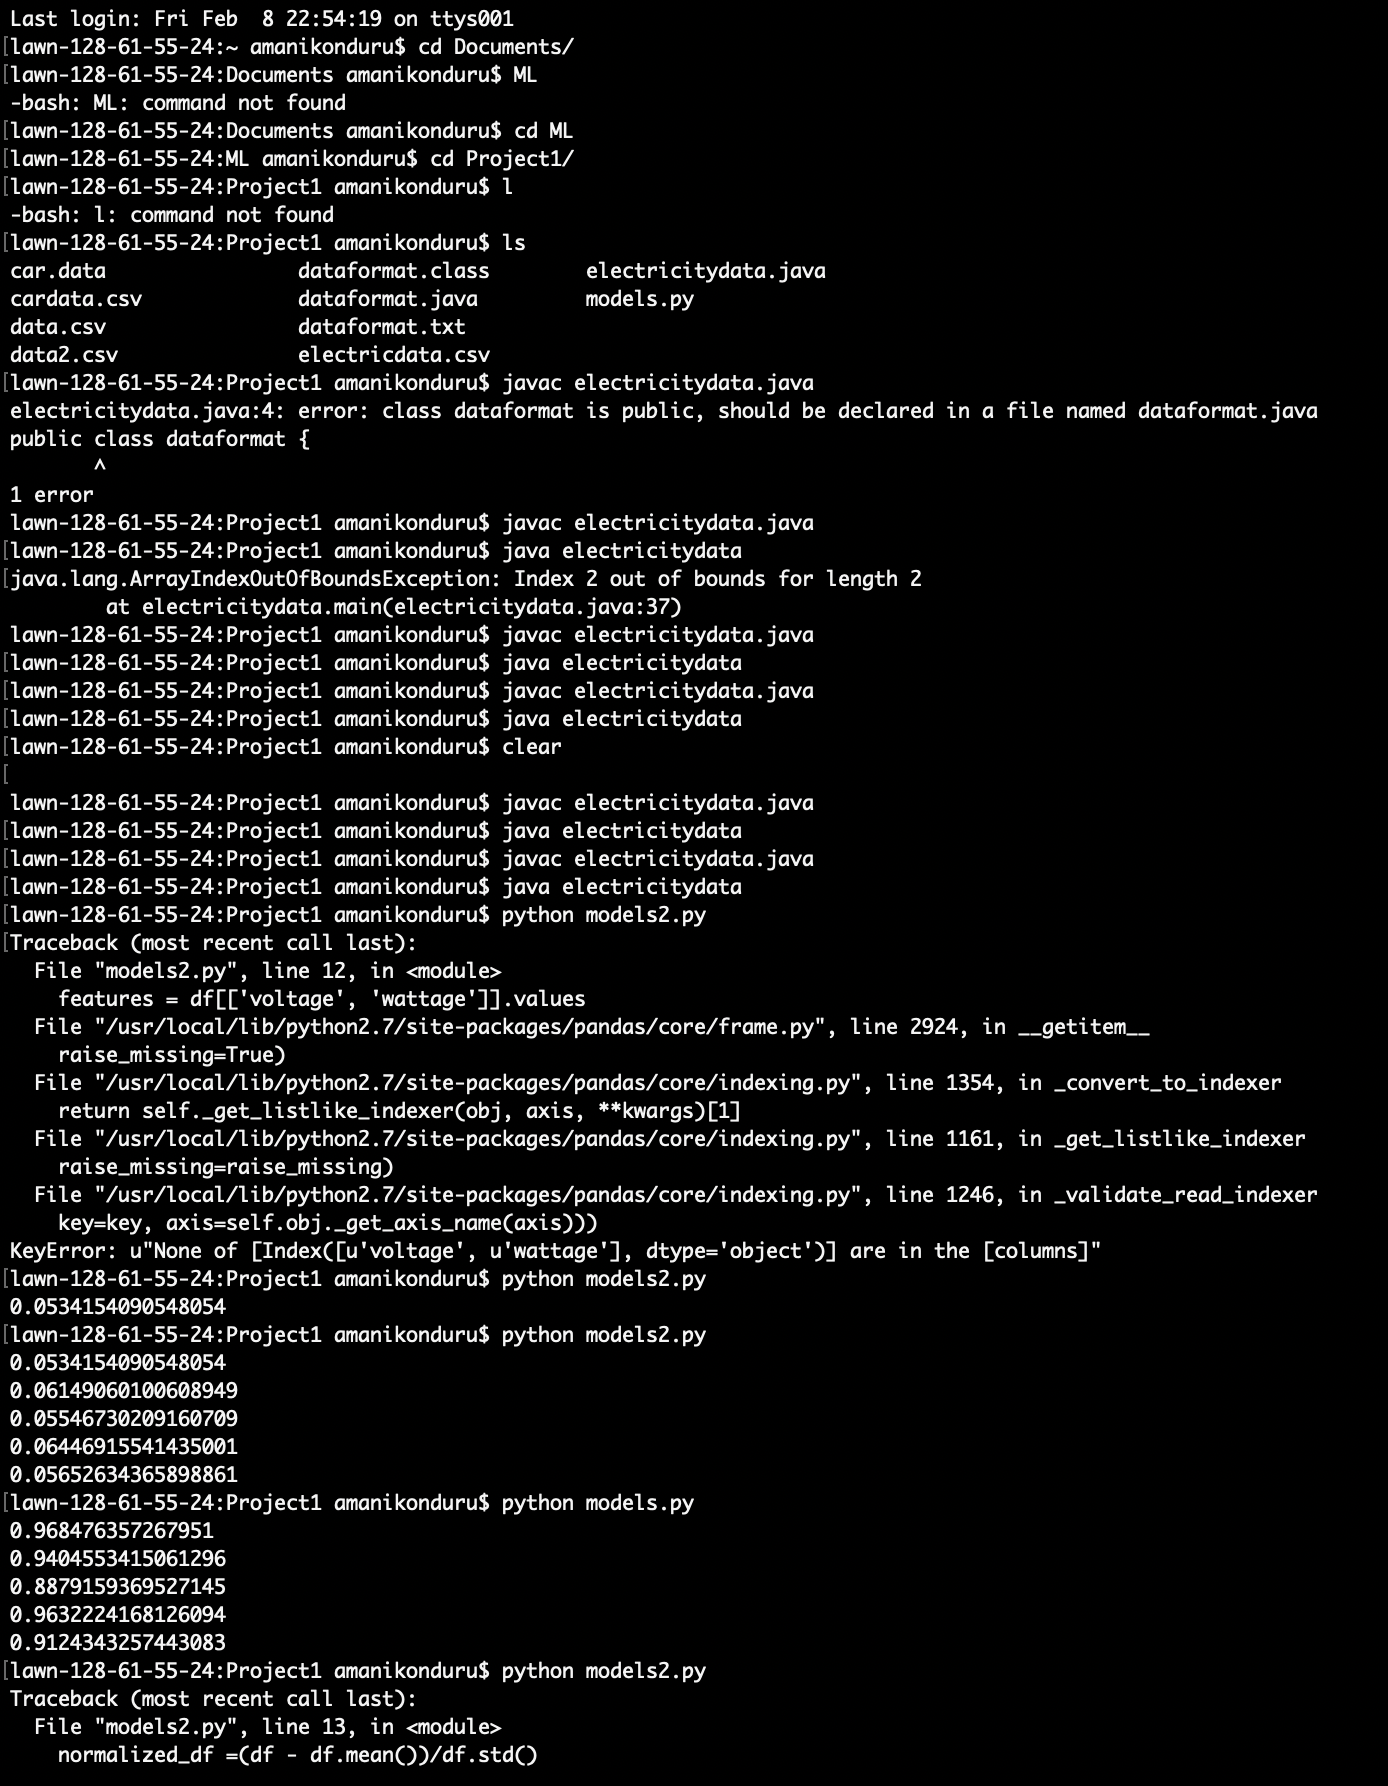 Last login: Fri Feb  8 22:54:19 on ttys001
[lawn-128-61-55-24:~ amanikonduru$ cd Documents/
[lawn-128-61-55-24:Documents amanikonduru$ ML
-bash: ML: command not found
[lawn-128-61-55-24:Documents amanikonduru$ cd ML
[lawn-128-61-55-24:ML amanikonduru$ cd Project1/
[lawn-128-61-55-24:Project1 amanikonduru$ l
-bash: l: command not found
[lawn-128-61-55-24:Project1 amanikonduru$ ls
car.data                dataformat.class        electricitydata.java
cardata.csv             dataformat.java         models.py
data.csv                dataformat.txt
data2.csv               electricdata.csv
[lawn-128-61-55-24:Project1 amanikonduru$ javac electricitydata.java
electricitydata.java:4: error: class dataformat is public, should be declared in a file named dataformat.java
public class dataformat {
       ^
1 error
lawn-128-61-55-24:Project1 amanikonduru$ javac electricitydata.java
[lawn-128-61-55-24:Project1 amanikonduru$ java electricitydata
[java.lang.ArrayIndexOutOfBoundsException: Index 2 out of bounds for length 2
        at electricitydata.main(electricitydata.java:37)
lawn-128-61-55-24:Project1 amanikonduru$ javac electricitydata.java
[lawn-128-61-55-24:Project1 amanikonduru$ java electricitydata
[lawn-128-61-55-24:Project1 amanikonduru$ javac electricitydata.java
[lawn-128-61-55-24:Project1 amanikonduru$ java electricitydata
[lawn-128-61-55-24:Project1 amanikonduru$ clear
[
lawn-128-61-55-24:Project1 amanikonduru$ javac electricitydata.java
[lawn-128-61-55-24:Project1 amanikonduru$ java electricitydata
[lawn-128-61-55-24:Project1 amanikonduru$ javac electricitydata.java
[lawn-128-61-55-24:Project1 amanikonduru$ java electricitydata
[lawn-128-61-55-24:Project1 amanikonduru$ python models2.py
[Traceback (most recent call last):
  File "models2.py", line 12, in <module>
    features = df[['voltage', 'wattage']].values
  File "/usr/local/lib/python2.7/site-packages/pandas/core/frame.py", line 2924, in __getitem__
    raise_missing=True)
  File "/usr/local/lib/python2.7/site-packages/pandas/core/indexing.py", line 1354, in _convert_to_indexer
    return self._get_listlike_indexer(obj, axis, **kwargs)[1]
  File "/usr/local/lib/python2.7/site-packages/pandas/core/indexing.py", line 1161, in _get_listlike_indexer
    raise_missing=raise_missing)
  File "/usr/local/lib/python2.7/site-packages/pandas/core/indexing.py", line 1246, in _validate_read_indexer
    key=key, axis=self.obj._get_axis_name(axis)))
KeyError: u"None of [Index([u'voltage', u'wattage'], dtype='object')] are in the [columns]"
[lawn-128-61-55-24:Project1 amanikonduru$ python models2.py
0.0534154090548054
[lawn-128-61-55-24:Project1 amanikonduru$ python models2.py
0.0534154090548054
0.06149060100608949
0.05546730209160709
0.06446915541435001
0.05652634365898861
[lawn-128-61-55-24:Project1 amanikonduru$ python models.py
0.968476357267951
0.9404553415061296
0.8879159369527145
0.9632224168126094
0.9124343257443083
[lawn-128-61-55-24:Project1 amanikonduru$ python models2.py
Traceback (most recent call last):
  File "models2.py", line 13, in <module>
    normalized_df =(df - df.mean())/df.std()